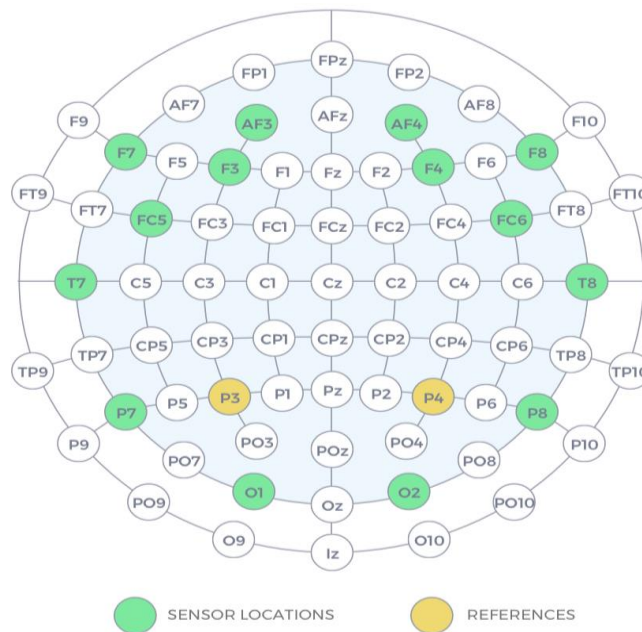 FPz
FP1 FP2
AF7 AF8
F9 AF3 AFz AF4 F10
F7 F5 F3 F1 Fz F2 F4 F6 F8
FT9 FT7 FC5 FC3 FC1 FCz FC2 FC4 FC6 FT8 FT10
T7 C5 C3 C1 Cz C2 C4 C6 T8
TP9 TP7 CP5 CP3 CP1 CPz CP2 CP4 CP6 TP8 TP10
P7 P5 P3 P1 Pz P2 P4 P6 P8
P9 PO3 POz PO4 P10
PO7 PO8
PO9 O1 Oz O2 PO10
O9 Iz O10
SENSOR LOCATIONS REFERENCES